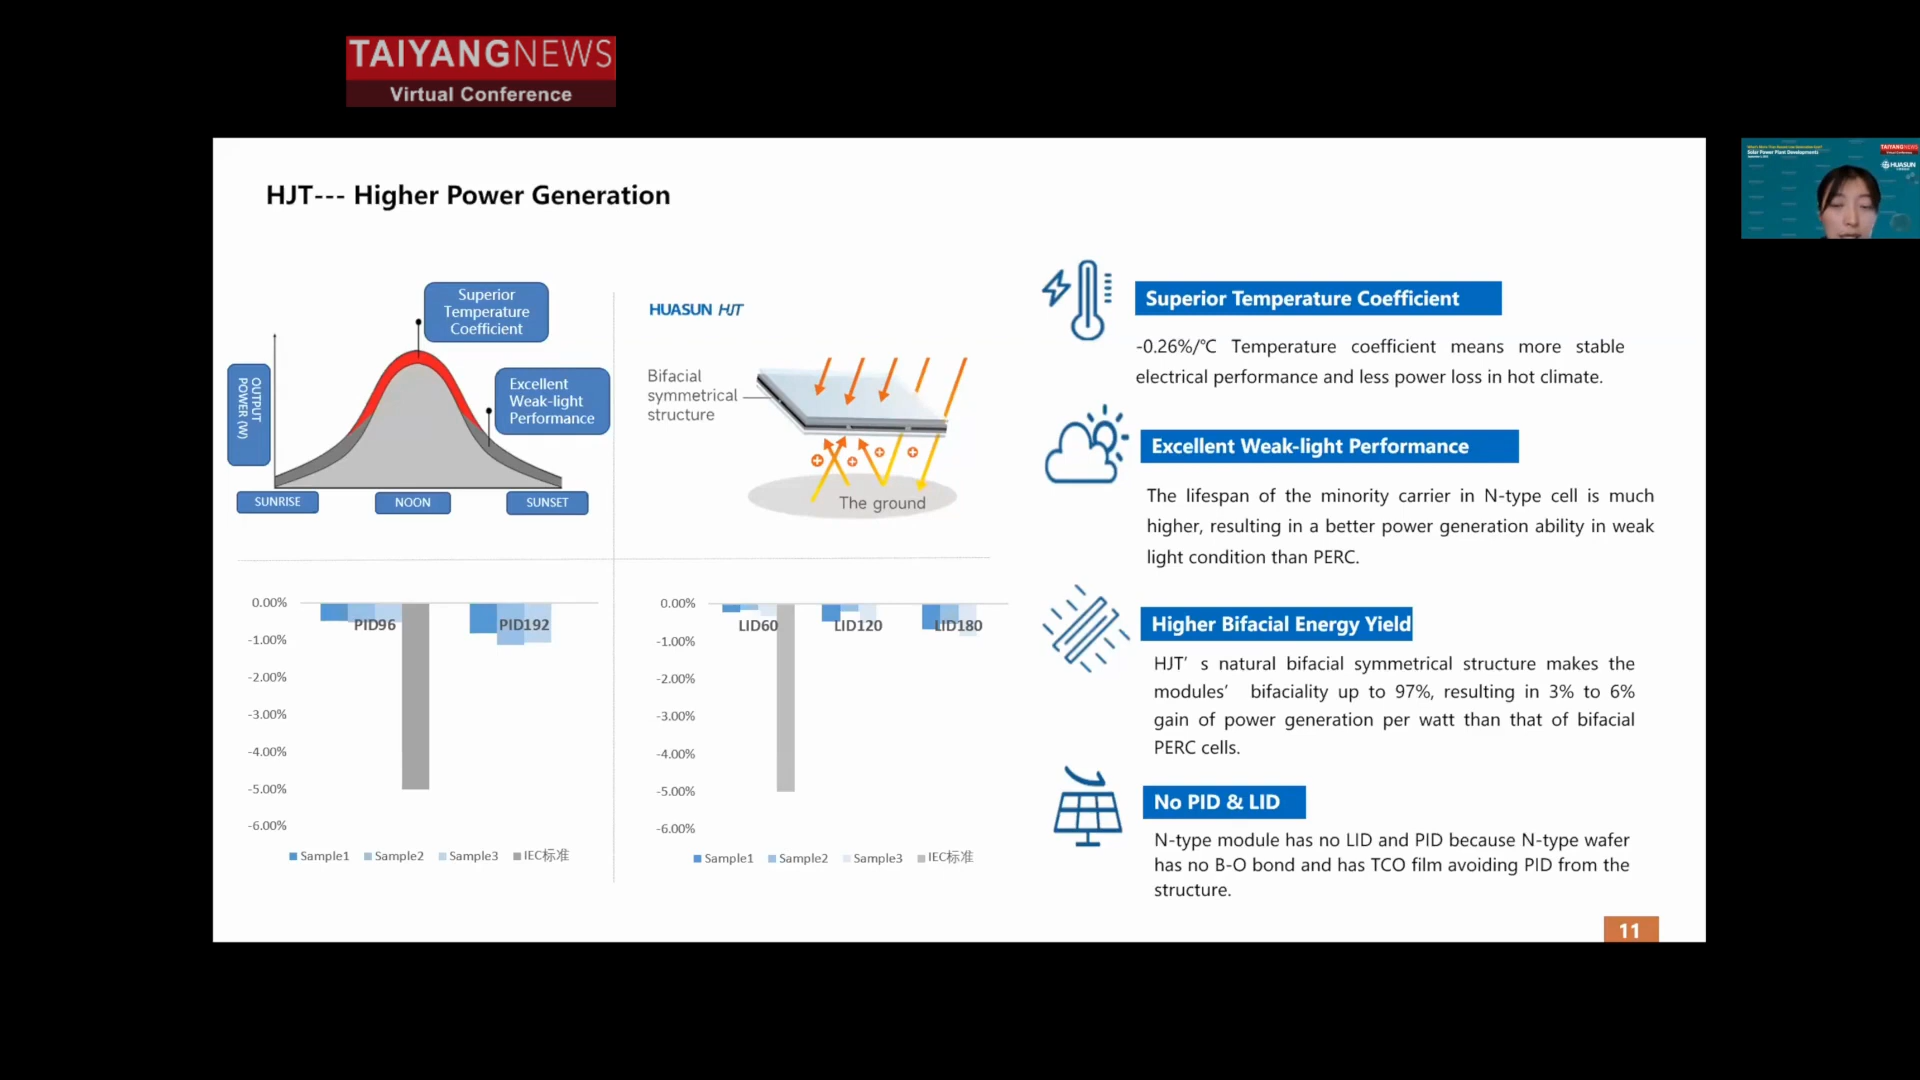 TAIYANGNEWS
Virtual Conference
HJT--- Higher Power Generation
Superior
Temperature
Coefficient
Excellent
Weak-light
Performance
OUTPUT
POWER (W)
SUNRISE
NOON
SUNSET
HUASUN HJT
Bifacial
symmetrical
structure
The ground
0.00%
-1.00%
-2.00%
-3.00%
-4.00%
-5.00%
-6.00%
PID96
PID192
Sample1
Sample2
Sample3
IEC标准
0.00%
-1.00%
-2.00%
-3.00%
-4.00%
-5.00%
-6.00%
LID60
LID120
LID180
Sample1
Sample2
Sample3
IEC标准
Superior Temperature Coefficient
-0.26%/℃ Temperature coefficient means more stable
electrical performance and less power loss in hot climate.
Excellent Weak-light Performance
The lifespan of the minority carrier in N-type cell is much
higher, resulting in a better power generation ability in weak
light condition than PERC.
Higher Bifacial Energy Yield
HJT’ s natural bifacial symmetrical structure makes the
modules’ bifaciality up to 97%, resulting in 3% to 6%
gain of power generation per watt than that of bifacial
PERC cells.
No PID & LID
N-type module has no LID and PID because N-type wafer
has no B-O bond and has TCO film avoiding PID from the
structure.
11
Solar Power Plant Developments
TAIYANGNEWS
HUASUN